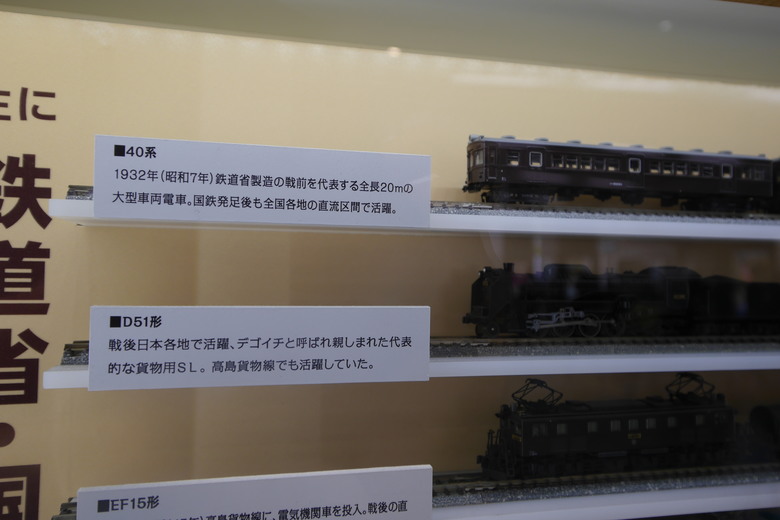 主に
鉄道省・国
■40系
1932年(昭和7年)鉄道省製造の戦前を代表する全長20mの
大型車両電車。国鉄発足後も全国各地の直流区間で活躍。
■D51形
戦後日本各地で活躍、デゴイチと呼ばれ親しまれた代表
的な貨物用SL。高島貨物線でも活躍していた。
■EF15形
年)高島貨物線に、電気機関車を投入。戦後の直